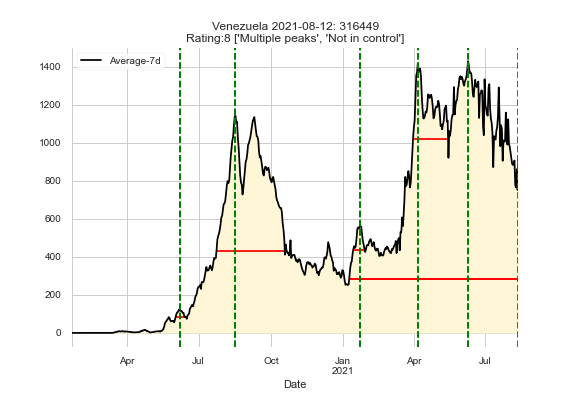 Venezuela 2021-08-12: 316449
Rating:8 ['Multiple peaks', 'Not in control']
Average-7d
1400
1200
1000
800
600
400
200
0
Apr Jul Oct Jan Apr Jul
2021
Date